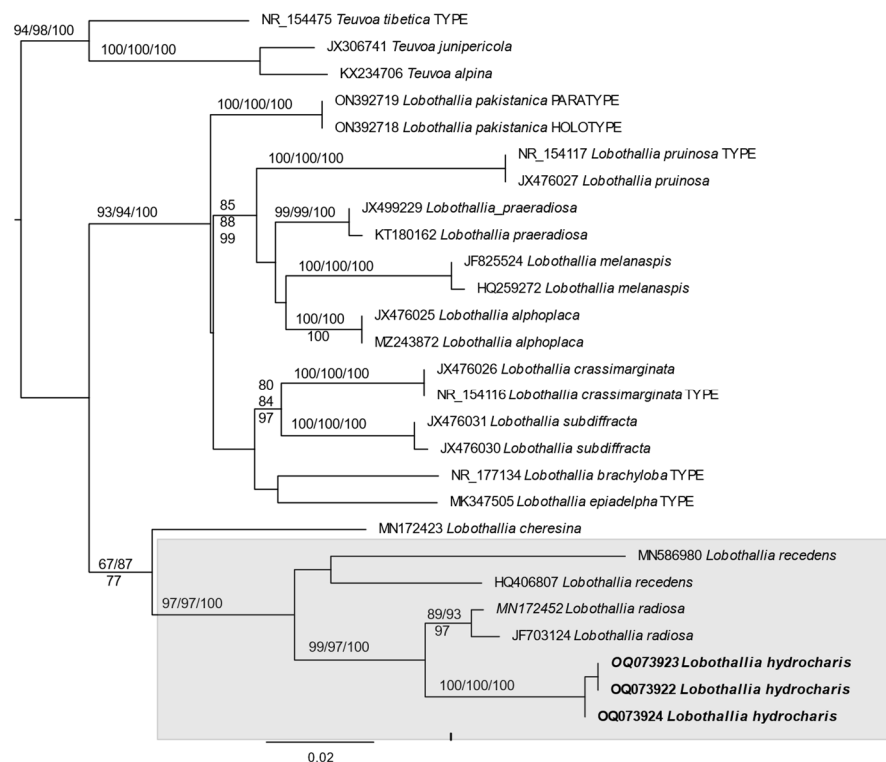 NR_154475 Teuvoa tibetica TYPE
94/98/100
JX306741 Teuvoa junipericola
100/100/100
KX234706 Teuvoa alpina
ON392719 Lobothallia pakistanica PARATYPE
100/100/100
ON392718 Lobothallia pakistanica HOLOTYPE
NR_154117 Lobothallia pruinosa TYPE
100/100/100
JX476027 Lobothallia pruinosa
93/94/100
85
88
99
JX499229 Lobothallia_praeradiosa
99/99/100
KT180162 Lobothallia praeradiosa
JF825524 Lobothallia melanaspis
100/100/100
HQ259272 Lobothallia melanaspis
JX476025 Lobothallia alphoplaca
100/100
100
MZ243872 Lobothallia alphoplaca
JX476026 Lobothallia crassimarginata
100/100/100
80
84
97
NR_154116 Lobothallia crassimarginata TYPE
JX476031 Lobothallia subdiffracta
100/100/100
JX476030 Lobothallia subdiffracta
NR_177134 Lobothallia brachyloba TYPE
MK347505 Lobothallia epiadelpha TYPE
MN172423 Lobothallia cheresina
67/87
77
MN586980 Lobothallia recedens
HQ406807 Lobothallia recedens
97/97/100
MN172452 Lobothallia radiosa
89/93
97
JF703124 Lobothallia radiosa
99/97/100
OQ073923 Lobothallia hydrocharis
100/100/100
OQ073922 Lobothallia hydrocharis
OQ073924 Lobothallia hydrocharis
0.02